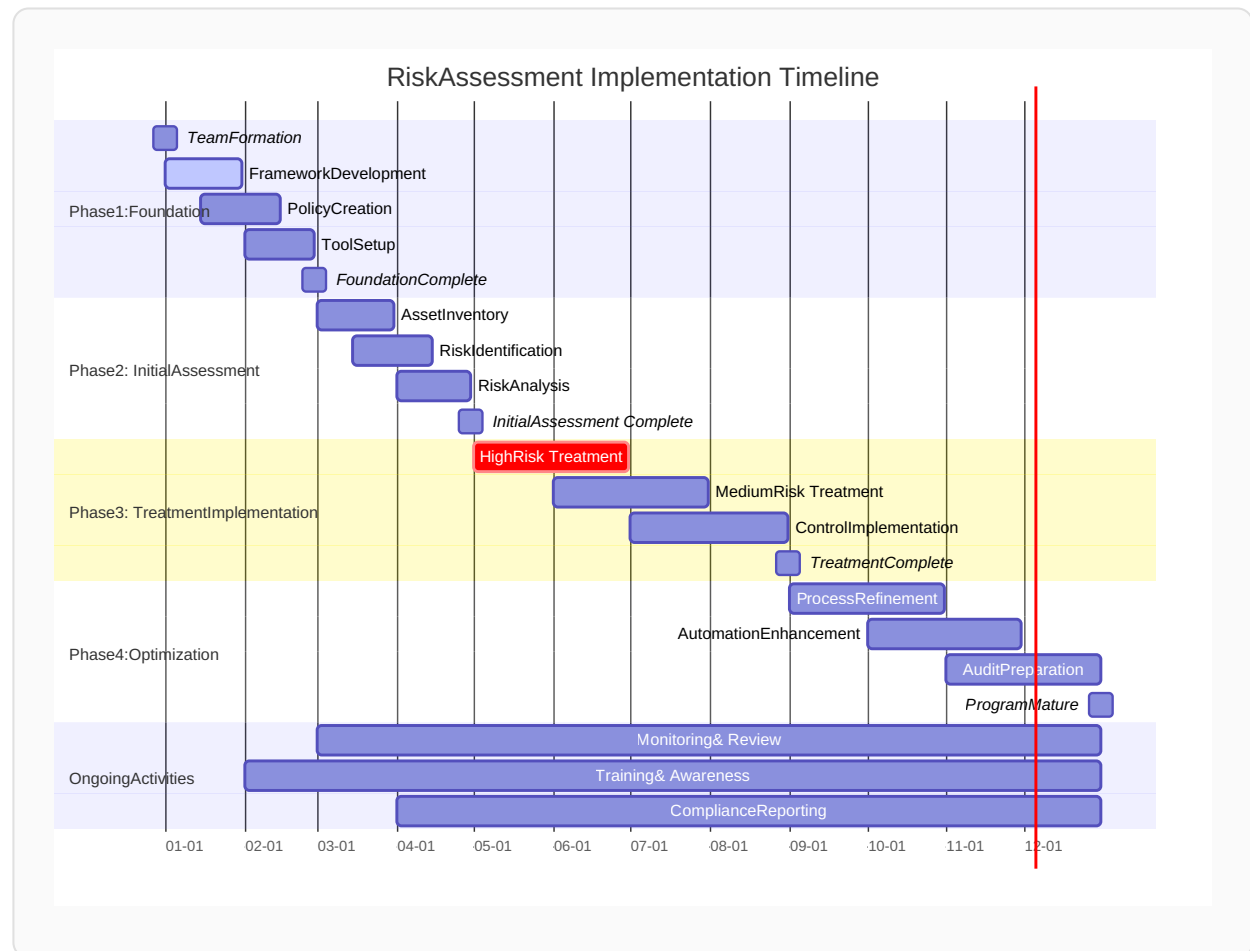 RiskAssessment Implementation Timeline
TeamFormation
FrameworkDevelopment
Phase1:Foundation
PolicyCreation
ToolSetup
FoundationComplete
AssetInventory
RiskIdentification
Phase2: InitialAssessment
RiskAnalysis
InitialAssessment Complete
HighRisk Treatment
MediumRisk Treatment
Phase3: TreatmentImplementation
ControlImplementation
TreatmentComplete
ProcessRefinement
AutomationEnhancement
Phase4:Optimization
AuditPreparation
ProgramMature
Monitoring& Review
OngoingActivities
Training& Awareness
ComplianceReporting
01-01 02-01 03-01 04-01 05-01 06-01 07-01 08-01 09-01 10-01 11-01 12-01